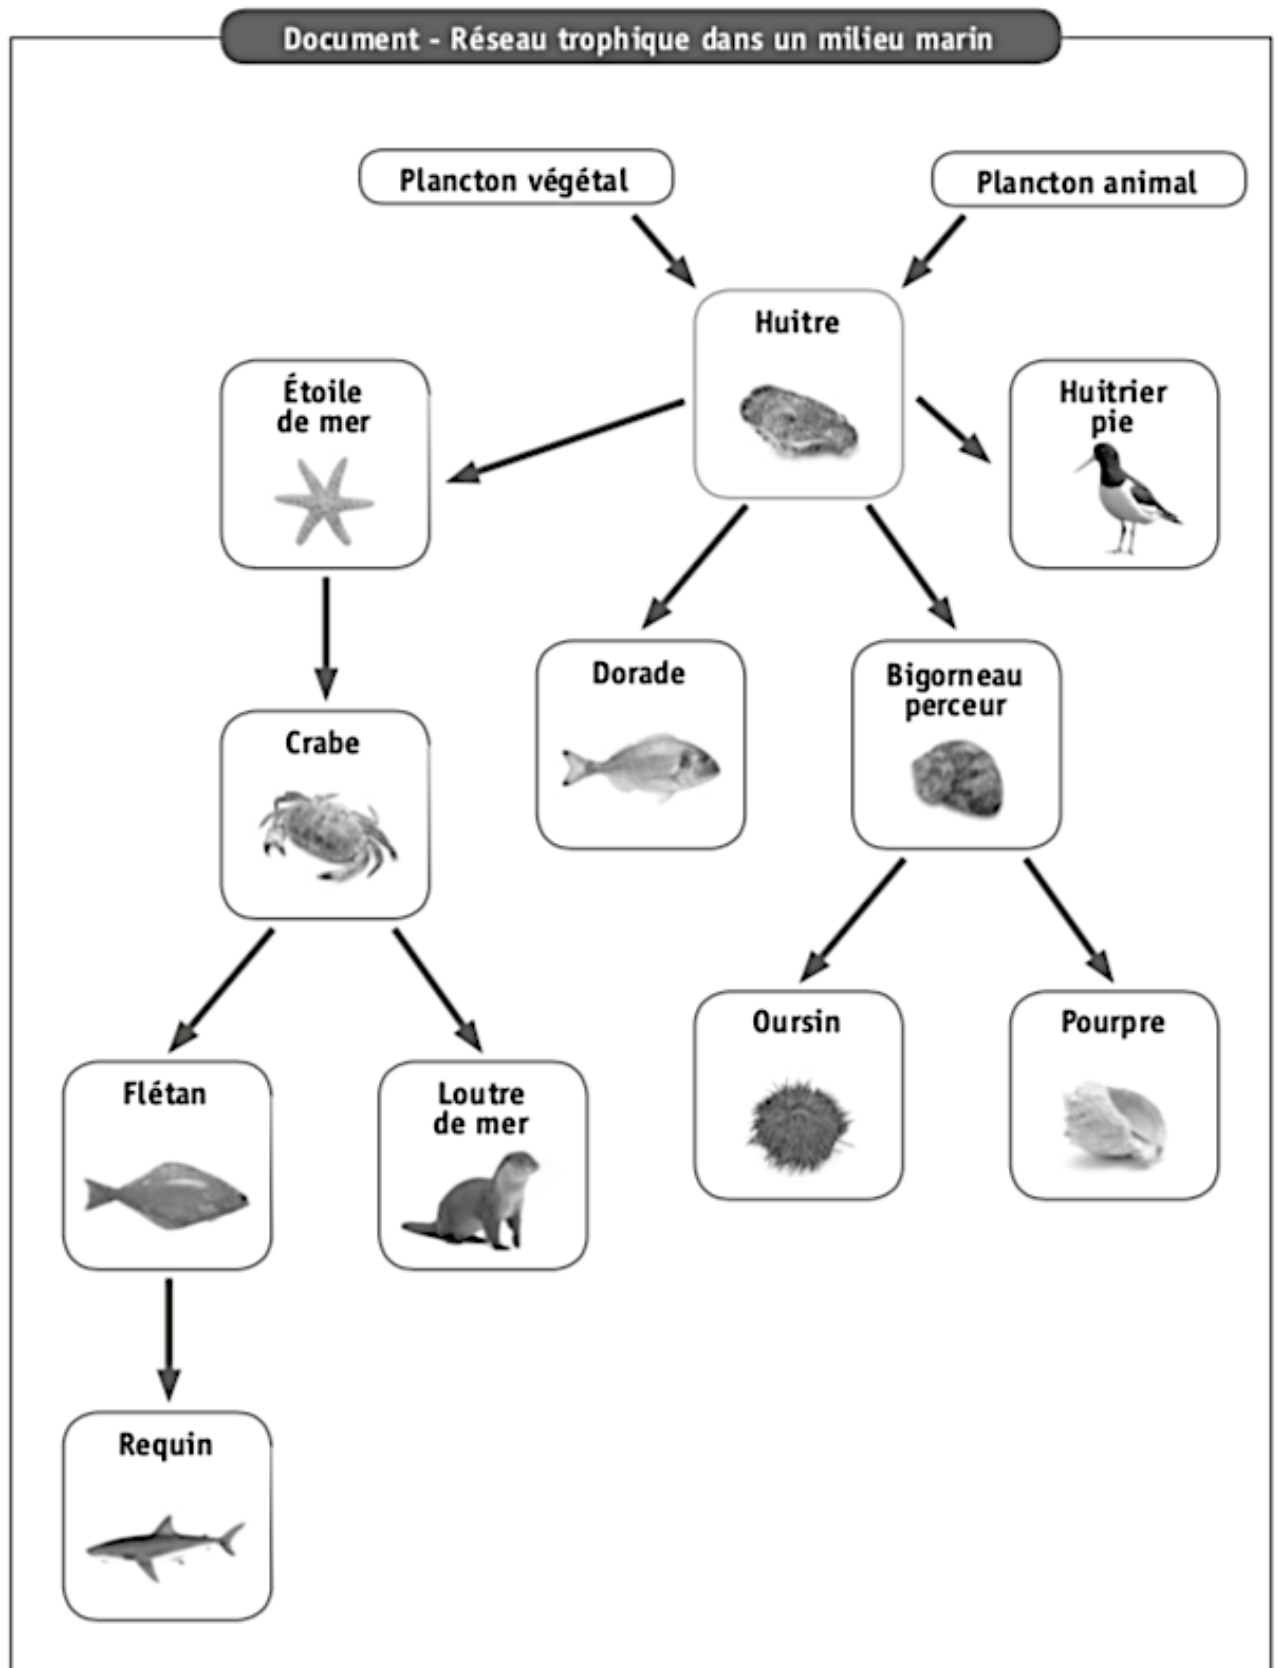 Document - Réseau trophique dans un milieu marin
Plancton végétal
Plancton animal
Huitre
Étoile
de mer
Huitrier
pie
Dorade
Bigorneau
perceur
Crabe
Oursin
Pourpre
Flétan
Loutre
de mer
Requin